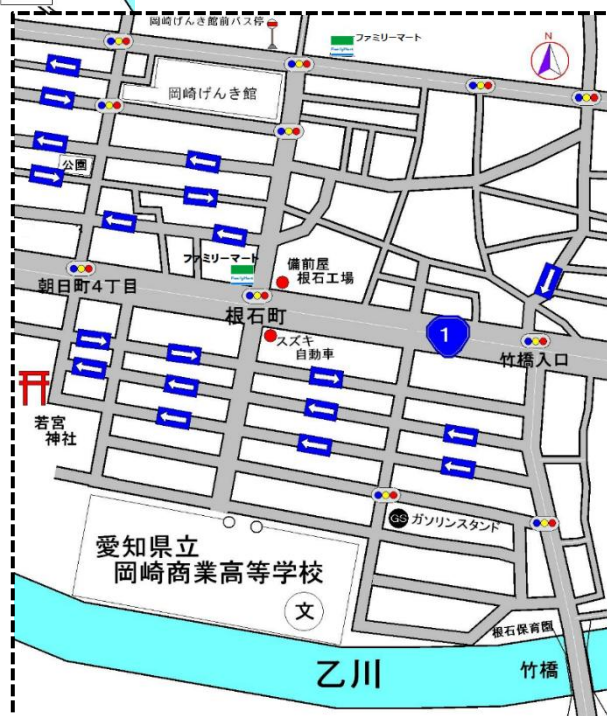 岡崎げんき館前バス停
ファミリーマート
N
岡崎げんき館
公園
ファミリーマート
備前屋
根石工場
朝日町4丁目
根石町
1
スズキ
自動車
竹橋入口
若宮
神社
GS ガソリンスタンド
愛知県立
岡崎商業高等学校
文
根石保育園
乙川
竹橋